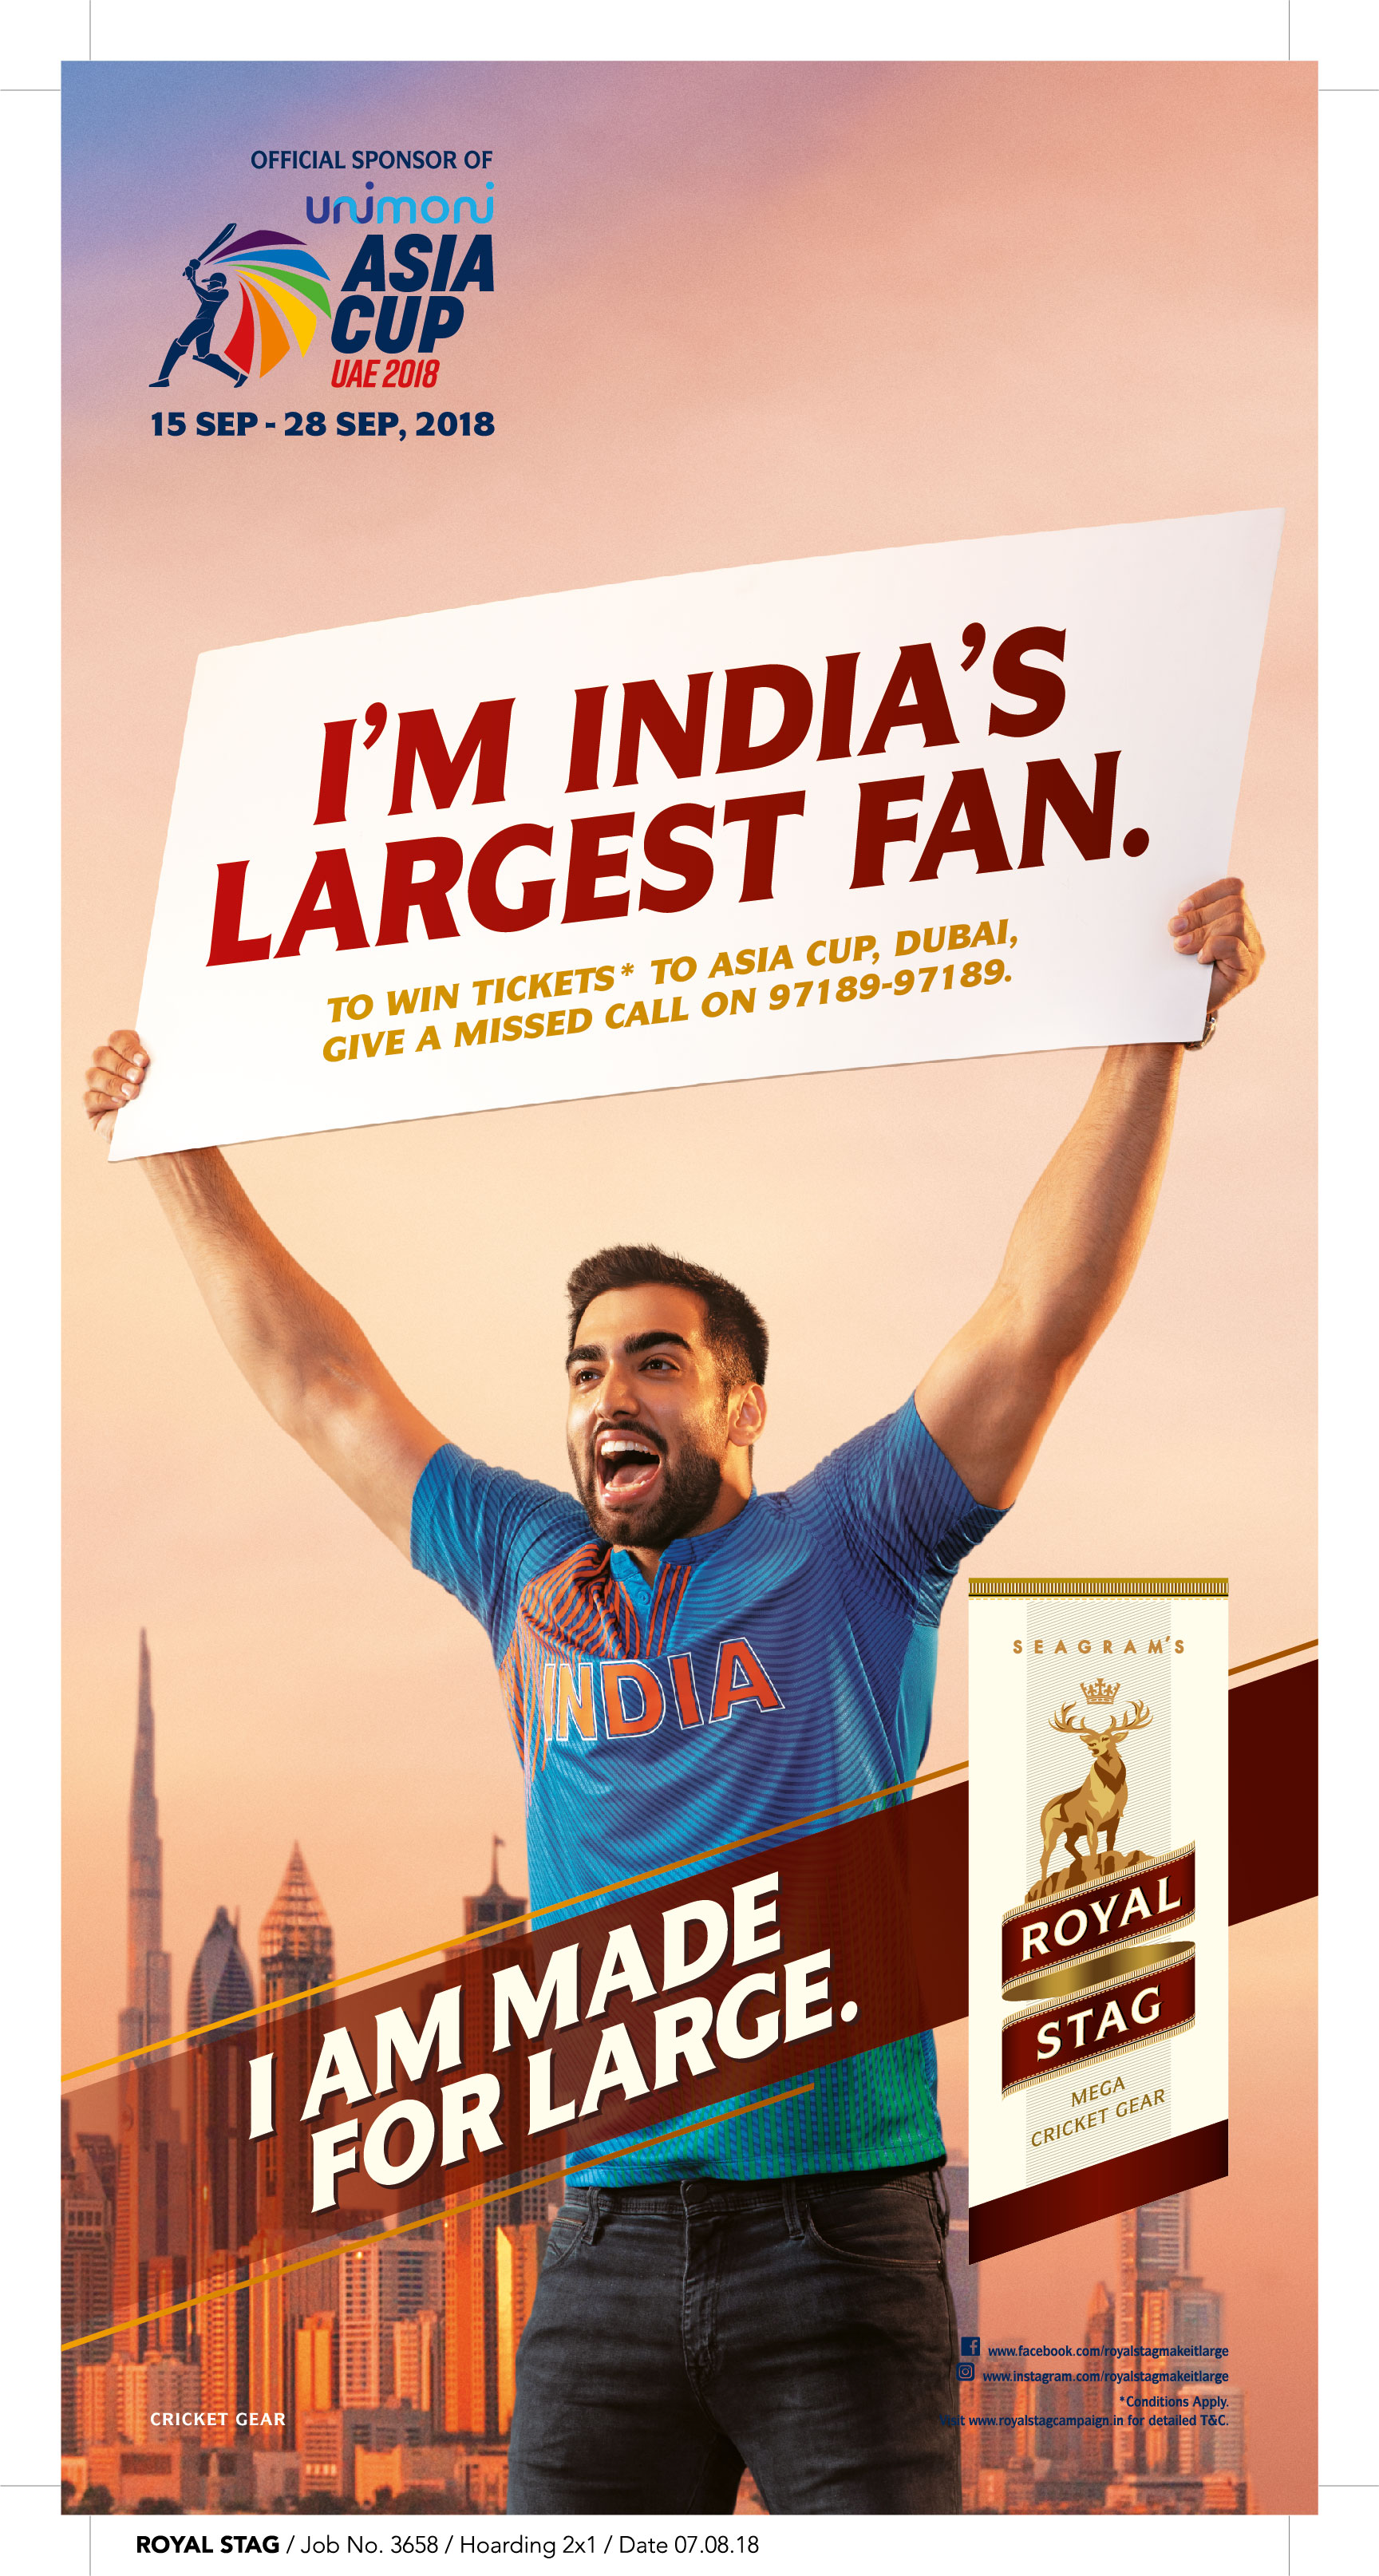 OFFICIAL SPONSOR OF
unimoni
ASIA
CUP
UAE 2018
15 SEP - 28 SEP, 2018
I'M INDIA'S
LARGEST FAN.
TO WIN TICKETS* TO ASIA CUP, DUBAI,
GIVE A MISSED CALL ON 97189-97189.
INDIA
SEAGRAM'S
ROYAL
STAG
MEGA
CRICKET GEAR
I AM MADE
FOR LARGE.
www.facebook.com/royalstagmakeitlarge
www.instagram.com/royalstagmakeitlarge
*Conditions Apply.
Visit www.royalstagcampaign.in for detailed T&C.
CRICKET GEAR
ROYAL STAG / Job No. 3658 / Hoarding 2x1 / Date 07.08.18